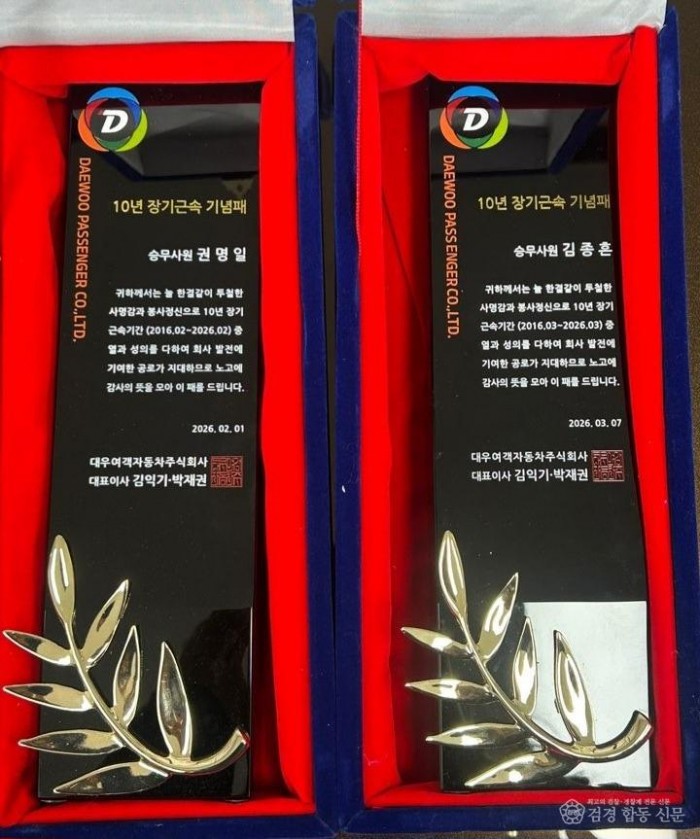 D
DAEWOO PASSENGER CO.,LTD.
10년 장기근속 기념패
승무사원 권명일
귀하께서는 늘 한결같이 투철한
사명감과 봉사정신으로 10년 장기
근속기간 (2016.02~2026.02) 중
열과 성의를 다하여 회사 발전에
기여한 공로가 지대하므로 노고에
감사의 뜻을 모아 이 패를 드립니다.
2026. 02. 01
대우여객자동차주식회사
대표이사 김익기·박재권
D
DAEWOO PASSENGER CO.,LTD.
10년 장기근속 기념패
승무사원 김종흔
귀하께서는 늘 한결같이 투철한
사명감과 봉사정신으로 10년 장기
근속기간 (2016.03~2026.03) 중
열과 성의를 다하여 회사 발전에
기여한 공로가 지대하므로 노고에
감사의 뜻을 모아 이 패를 드립니다.
2026. 03. 07
대우여객자동차주식회사
대표이사 김익기·박재권
최고의 검찰·경찰계 전문 신문
검경 합동 신문